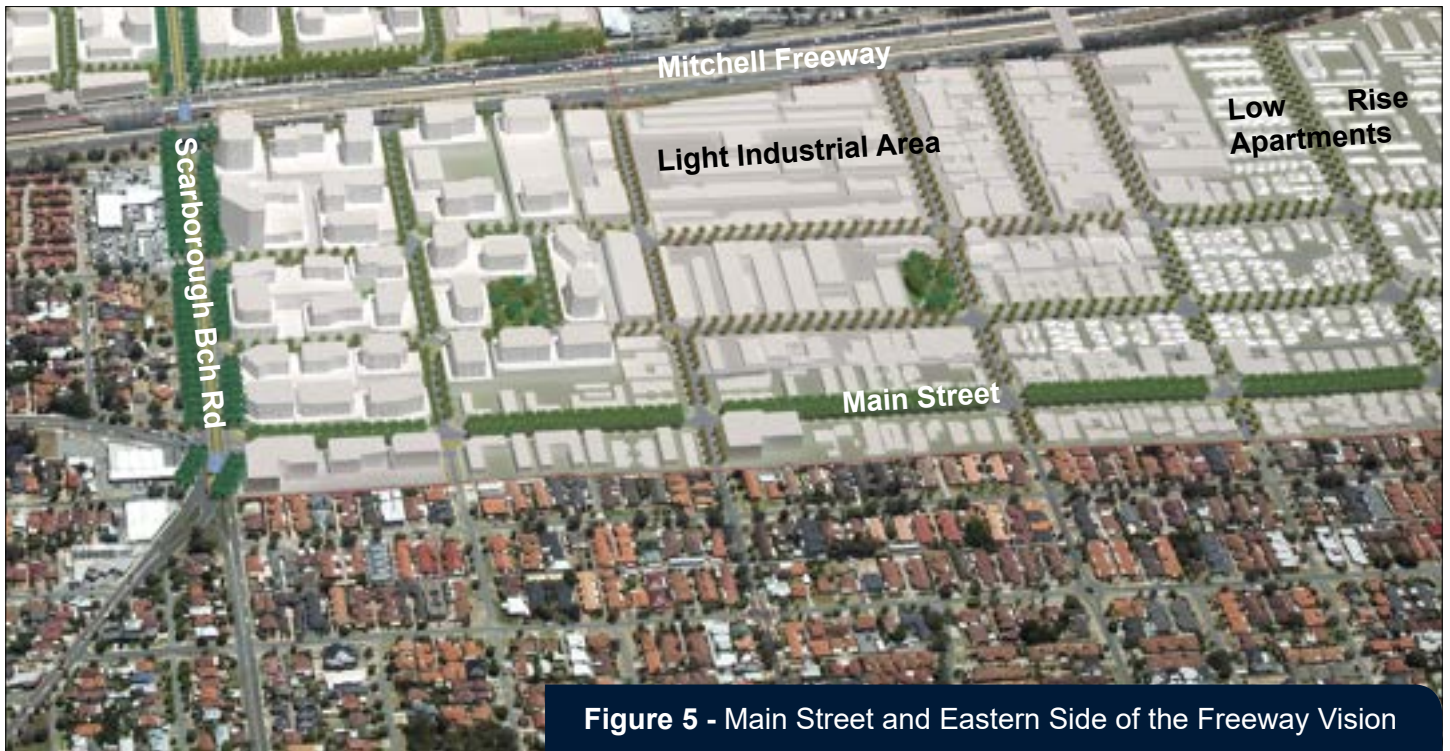 Mitchell Freeway
Low Rise
Apartments
Light Industrial Area
Scarborough Bch Rd
Main Street
Figure 5 - Main Street and Eastern Side of the Freeway Vision